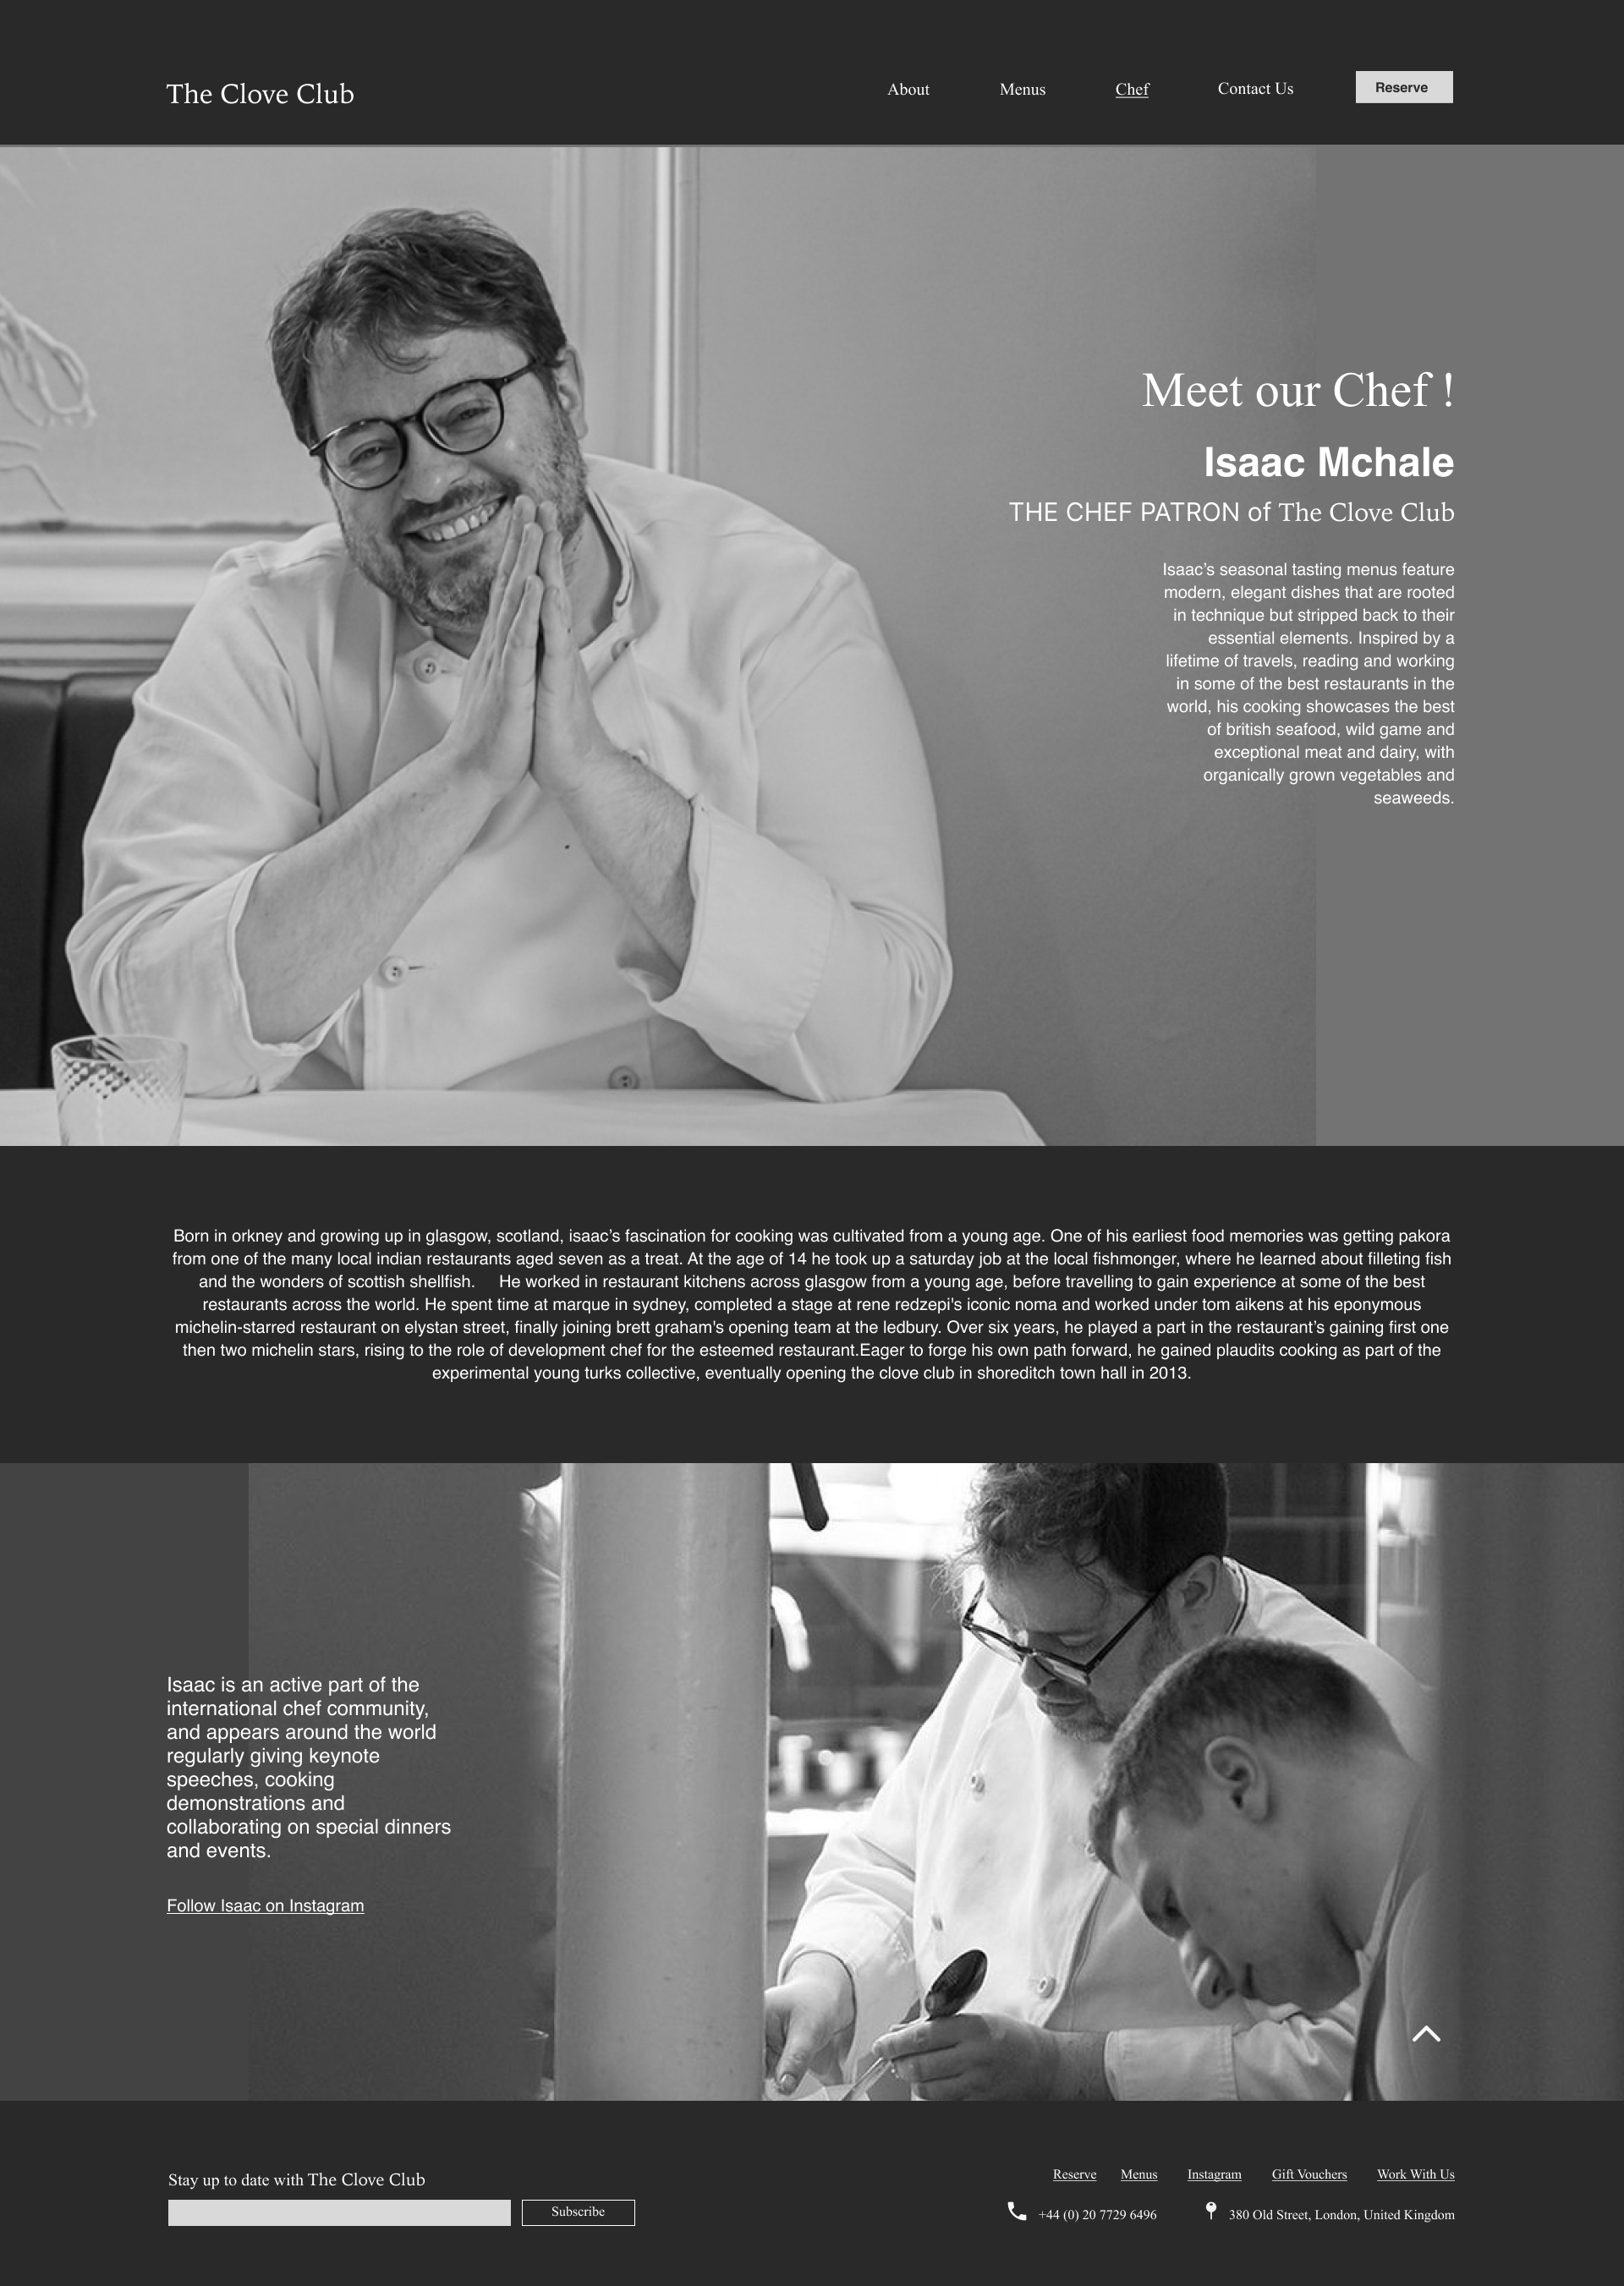 The Clove Club
About Menus Chef Contact Us Reserve
Meet our Chef !
Isaac Mchale
THE CHEF PATRON of The Clove Club
Isaac’s seasonal tasting menus feature
modern, elegant dishes that are rooted
in technique but stripped back to their
essential elements. Inspired by a
lifetime of travels, reading and working
in some of the best restaurants in the
world, his cooking showcases the best
of british seafood, wild game and
exceptional meat and dairy, with
organically grown vegetables and
seaweeds.
Born in orkney and growing up in glasgow, scotland, isaac’s fascination for cooking was cultivated from a young age. One of his earliest food memories was getting pakora
from one of the many local indian restaurants aged seven as a treat. At the age of 14 he took up a saturday job at the local fishmonger, where he learned about filleting fish
and the wonders of scottish shellfish. He worked in restaurant kitchens across glasgow from a young age, before travelling to gain experience at some of the best
restaurants across the world. He spent time at marque in sydney, completed a stage at rene redzepi's iconic noma and worked under tom aikens at his eponymous
michelin-starred restaurant on elystan street, finally joining brett graham's opening team at the ledbury. Over six years, he played a part in the restaurant’s gaining first one
then two michelin stars, rising to the role of development chef for the esteemed restaurant.Eager to forge his own path forward, he gained plaudits cooking as part of the
experimental young turks collective, eventually opening the clove club in shoreditch town hall in 2013.
Isaac is an active part of the
international chef community,
and appears around the world
regularly giving keynote
speeches, cooking
demonstrations and
collaborating on special dinners
and events.
Follow Isaac on Instagram
Stay up to date with The Clove Club
Subscribe
Reserve Menus Instagram Gift Vouchers Work With Us
+44 (0) 20 7729 6496 380 Old Street, London, United Kingdom